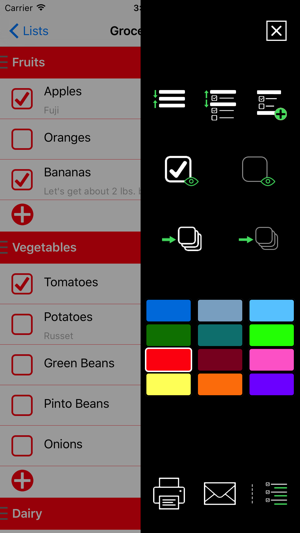 Carrier 3:
Lists Groce
Fruits
Apples
Fuji
Oranges
Bananas
Let's get about 2 lbs.
Vegetables
Tomatoes
Potatoes
Russet
Green Beans
Pinto Beans
Onions
Dairy